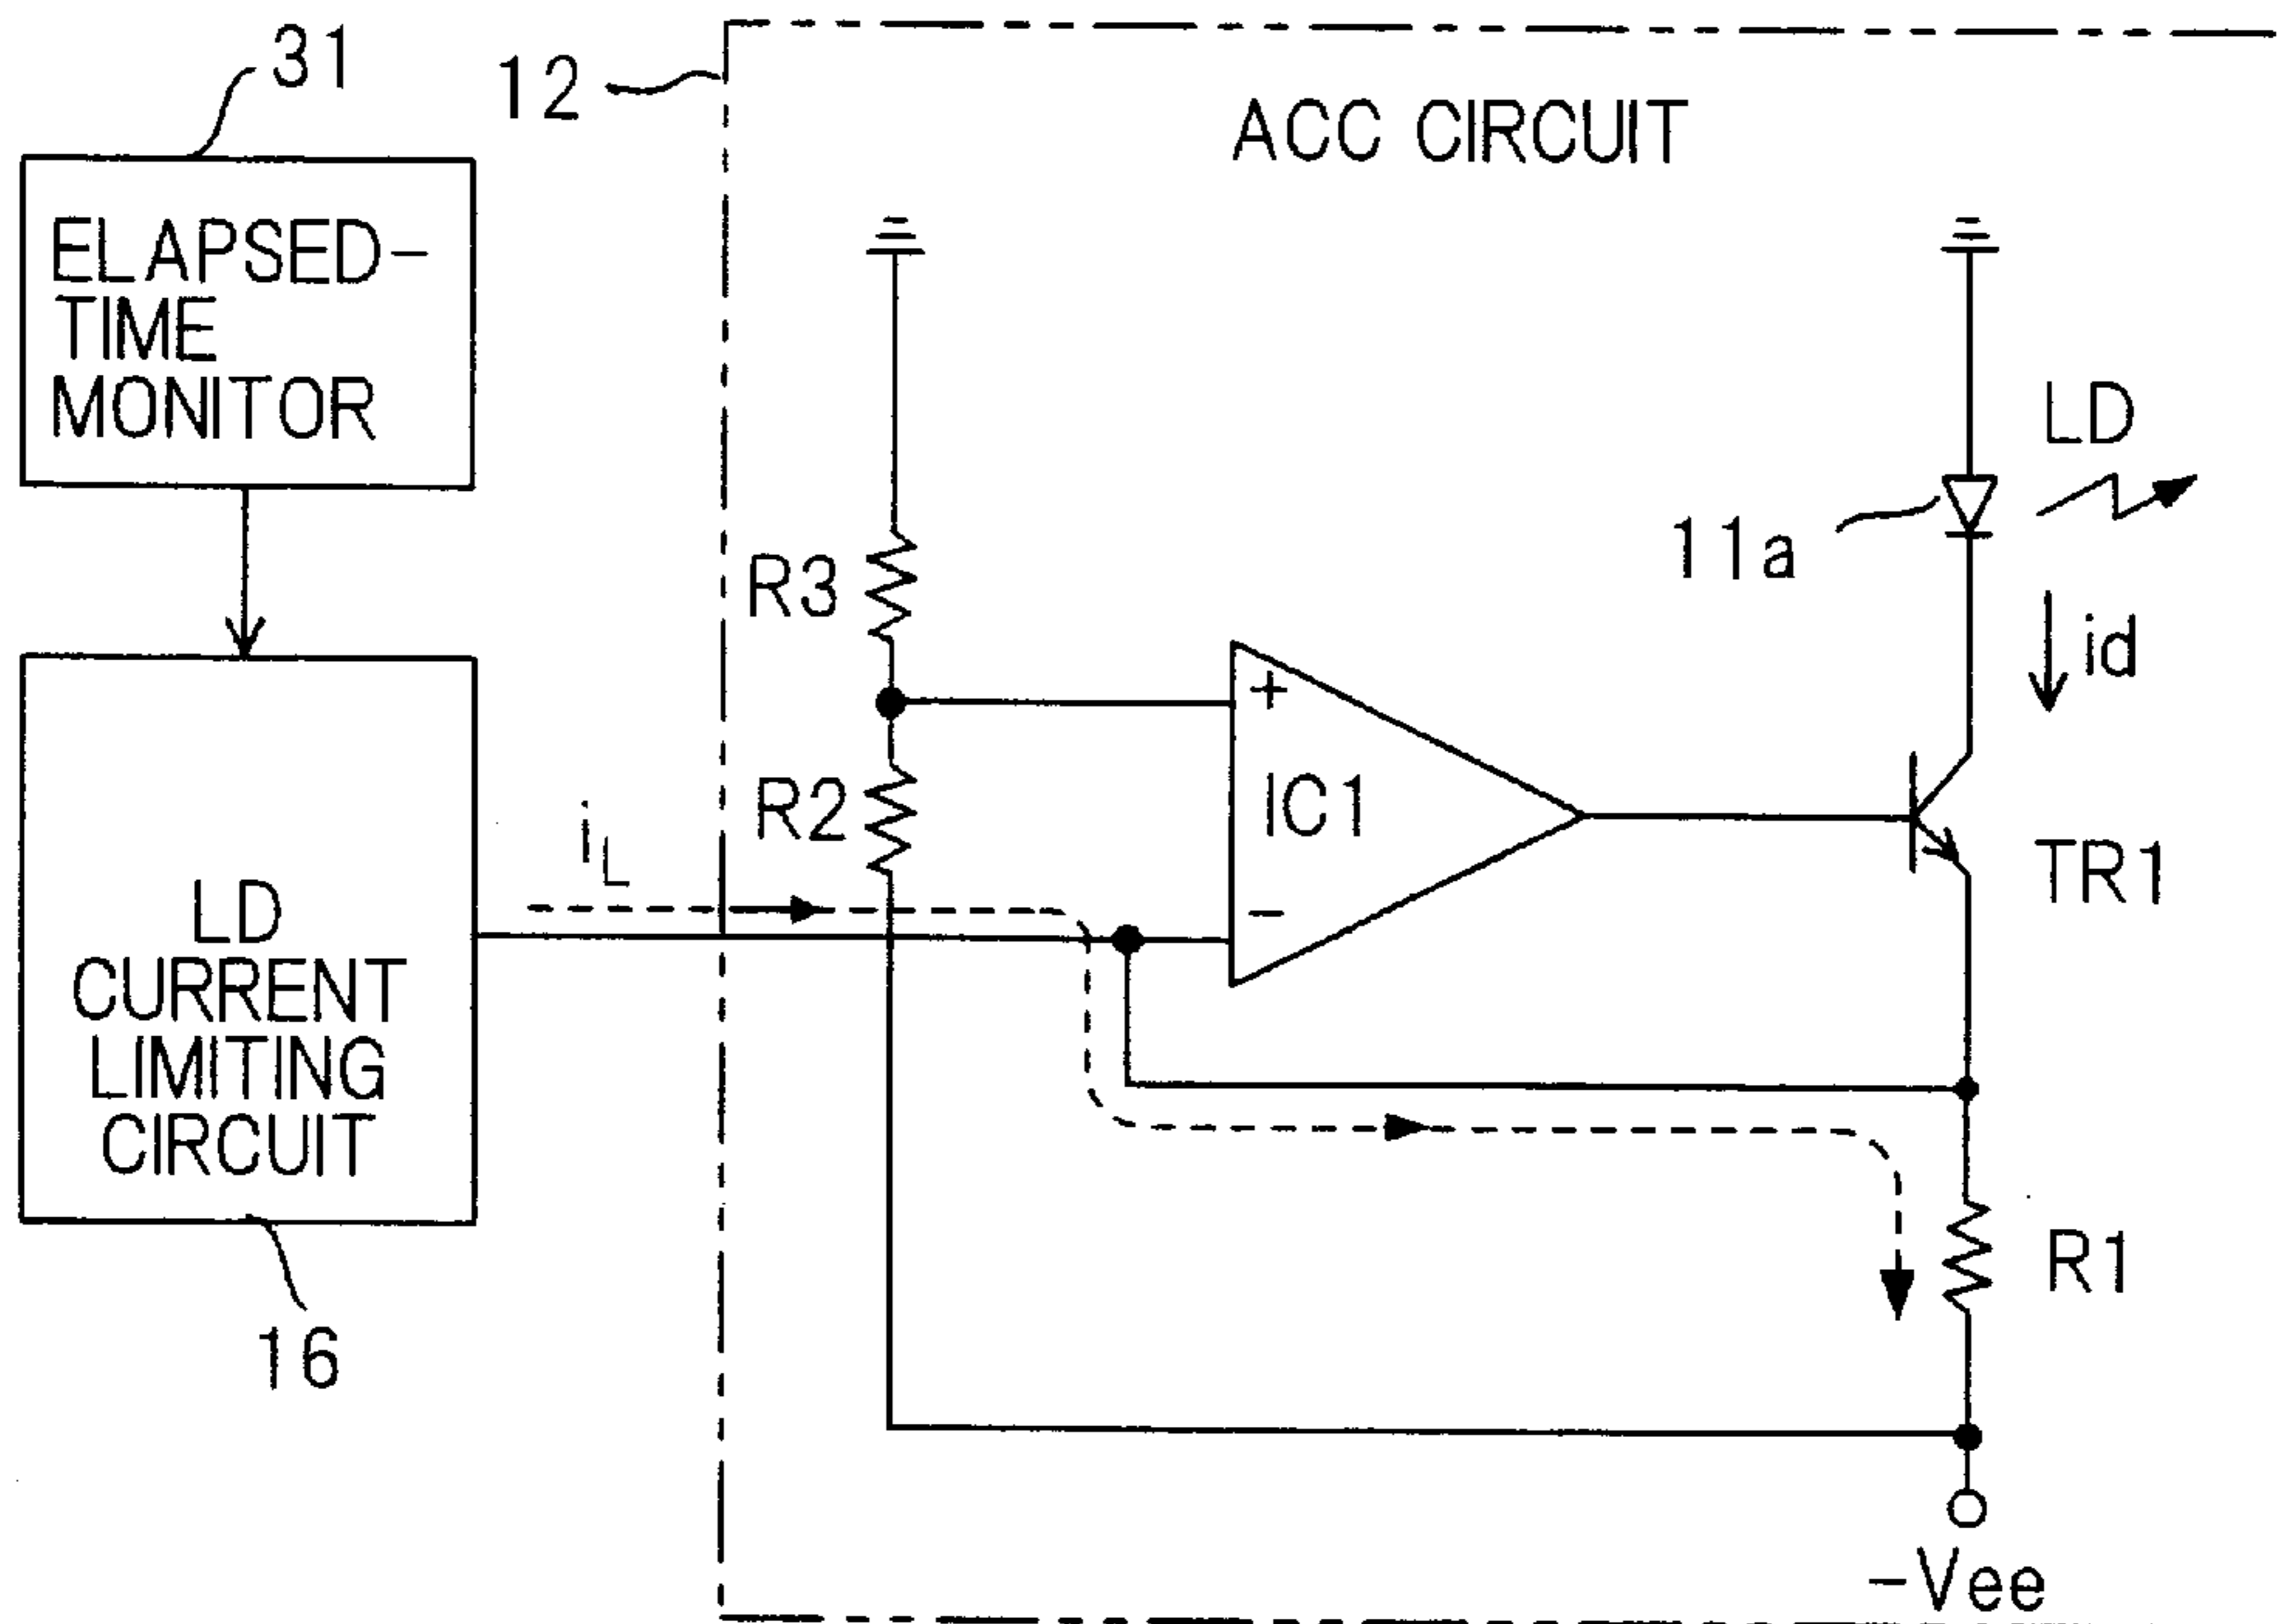 31
12
ACC CIRCUIT
ELAPSED-
TIME
MONITOR
LD
11a
R3
id
+
IC1
R2
iL
TR1
−
LD
CURRENT
LIMITING
CIRCUIT
R1
16
−Vee